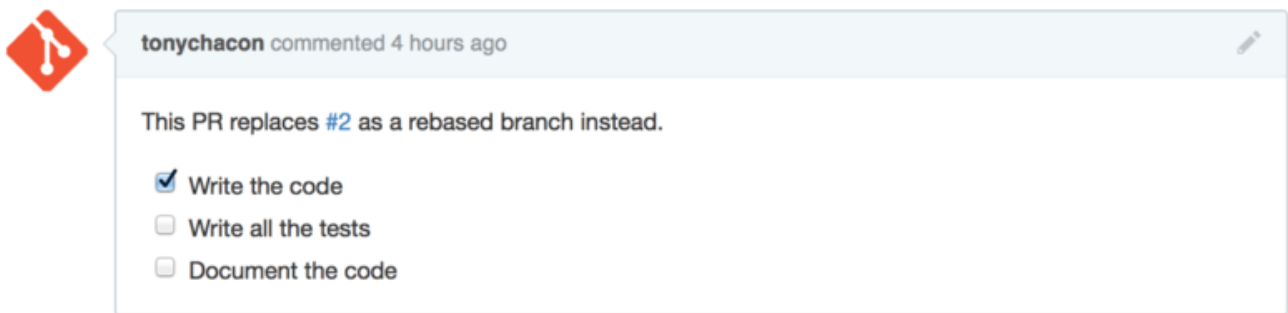 tonychacon commented 4 hours ago
This PR replaces #2 as a rebased branch instead.
Write the code
Write all the tests
Document the code